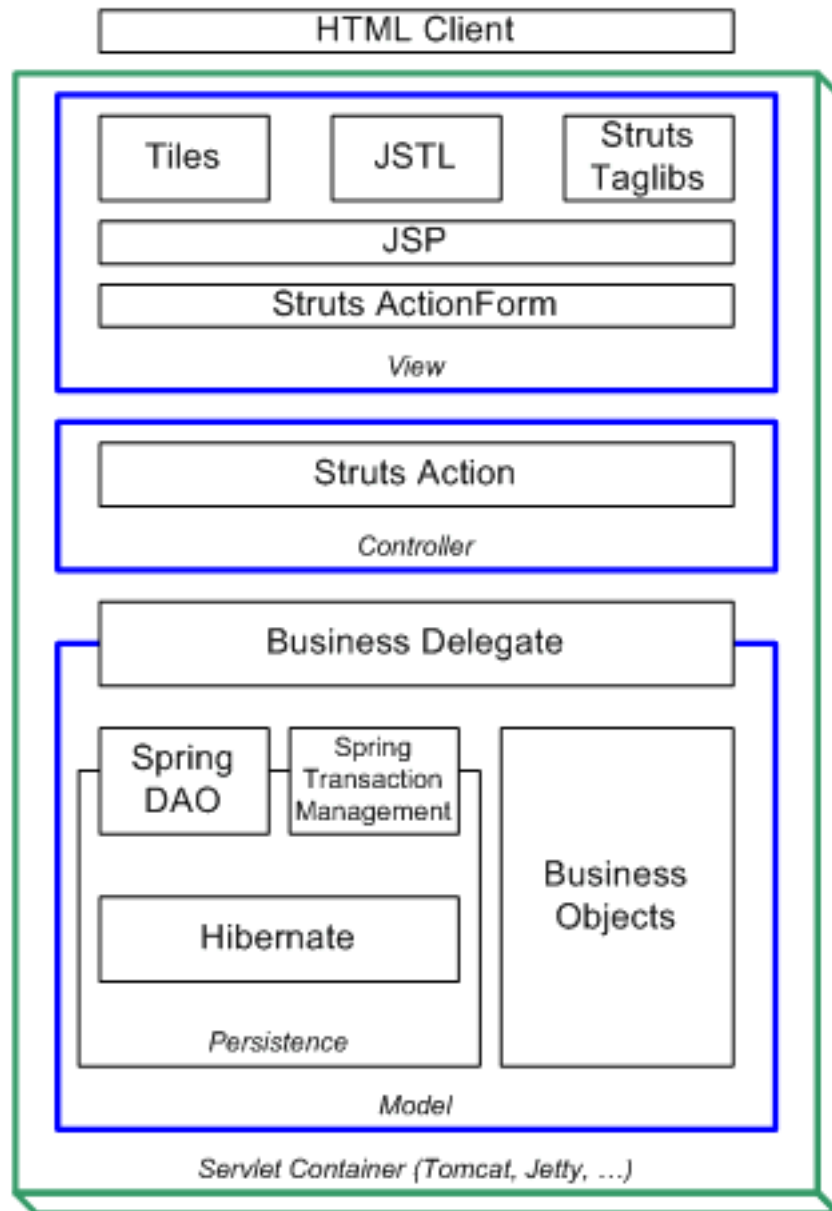 HTML Client
Tiles
JSTL
Struts
Taglibs
JSP
Struts ActionForm
View
Struts Action
Controller
Business Delegate
Spring
DAO
Spring
Transaction
Management
Business
Objects
Hibernate
Persistence
Model
Servlet Container (Tomcat, Jetty, …)